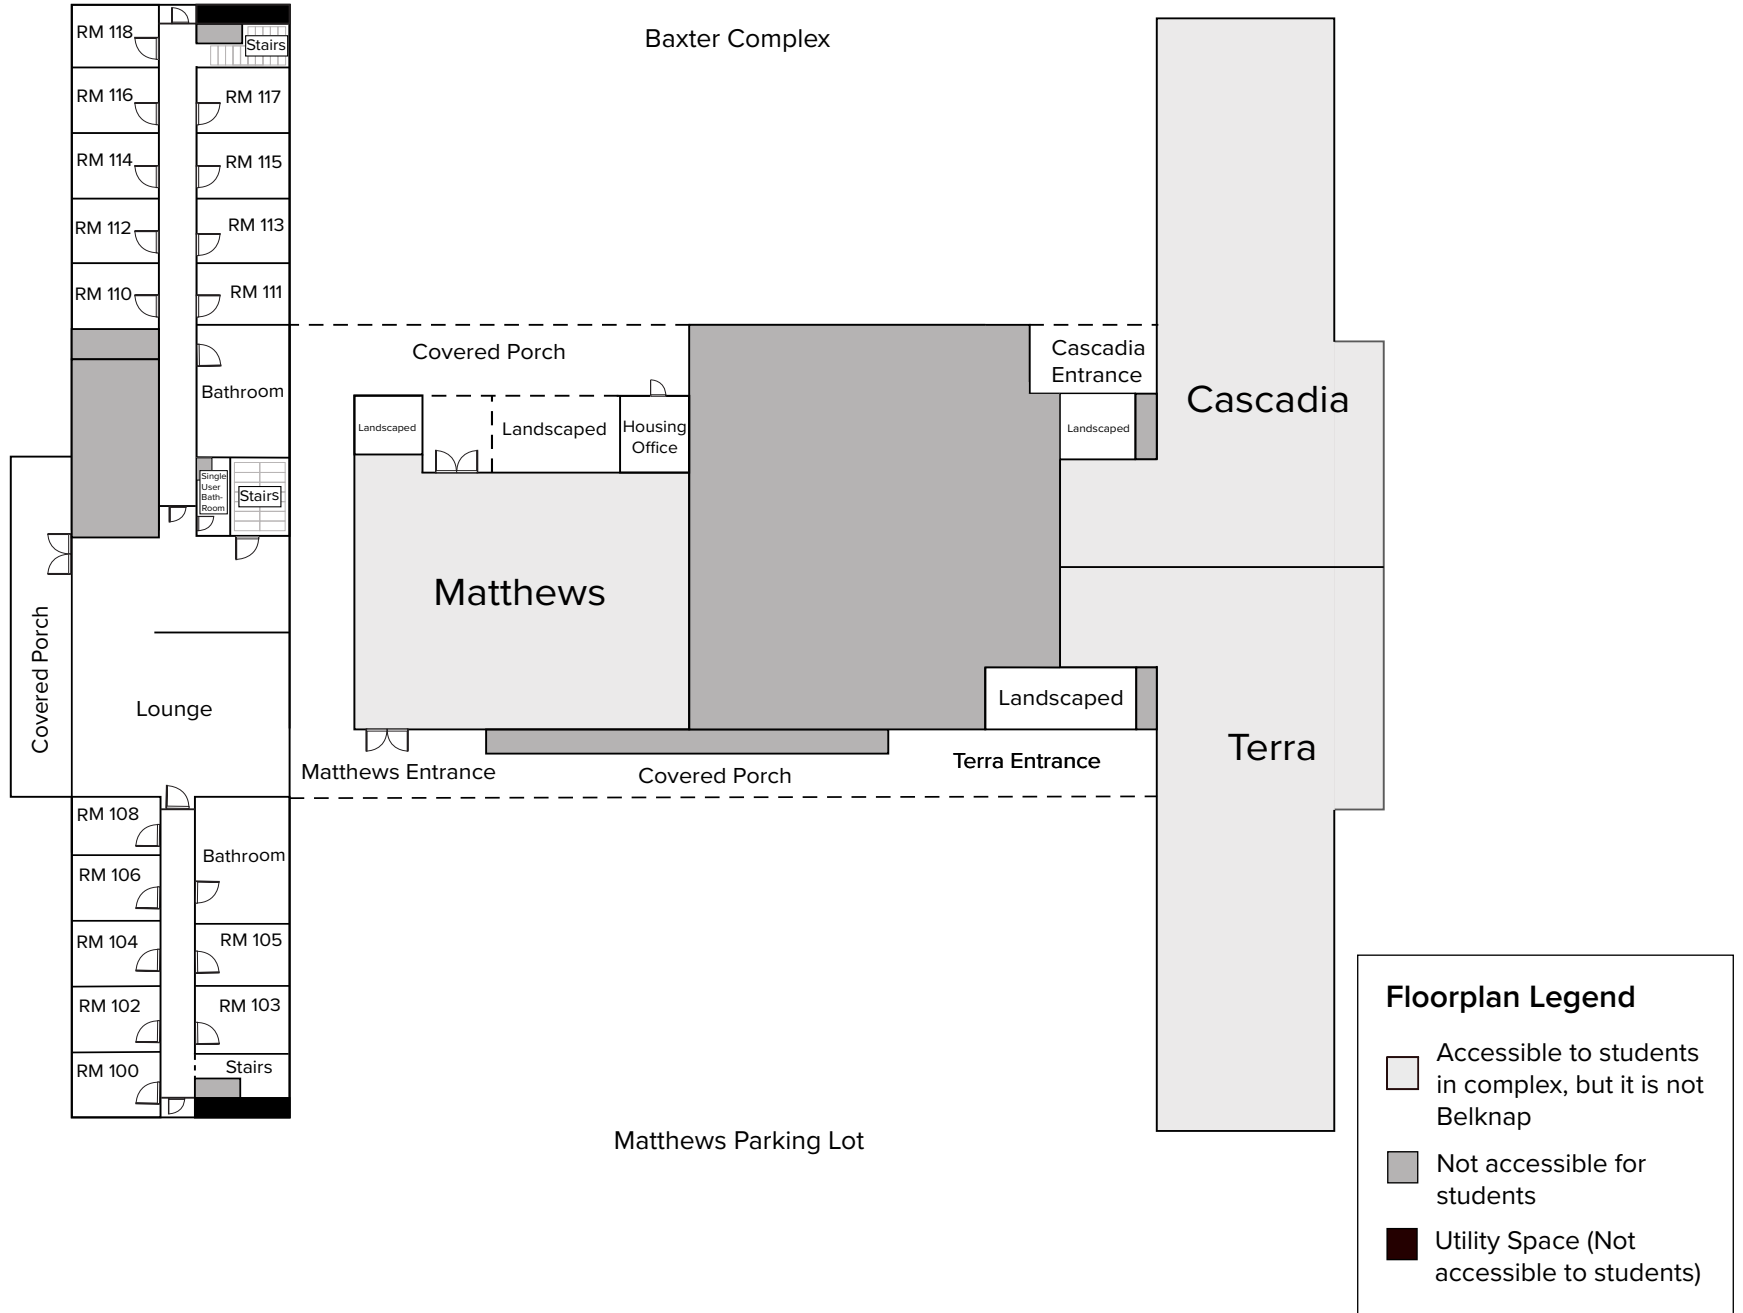 Baxter Complex
RM 118
Stairs
RM 116
RM 117
RM 114
RM 115
RM 112
RM 113
RM 110
RM 111
Bathroom
Single
User
Bath-
Room
Stairs
Covered Porch
Lounge
RM 108
Bathroom
RM 106
RM 104
RM 105
RM 102
RM 103
RM 100
Stairs
Covered Porch
Landscaped
Landscaped
Housing
Office
Matthews
Matthews Entrance
Covered Porch
Cascadia
Entrance
Landscaped
Cascadia
Landscaped
Terra Entrance
Terra
Matthews Parking Lot
Floorplan Legend
Accessible to students
in complex, but it is not
Belknap
Not accessible for
students
Utility Space (Not
accessible to students)